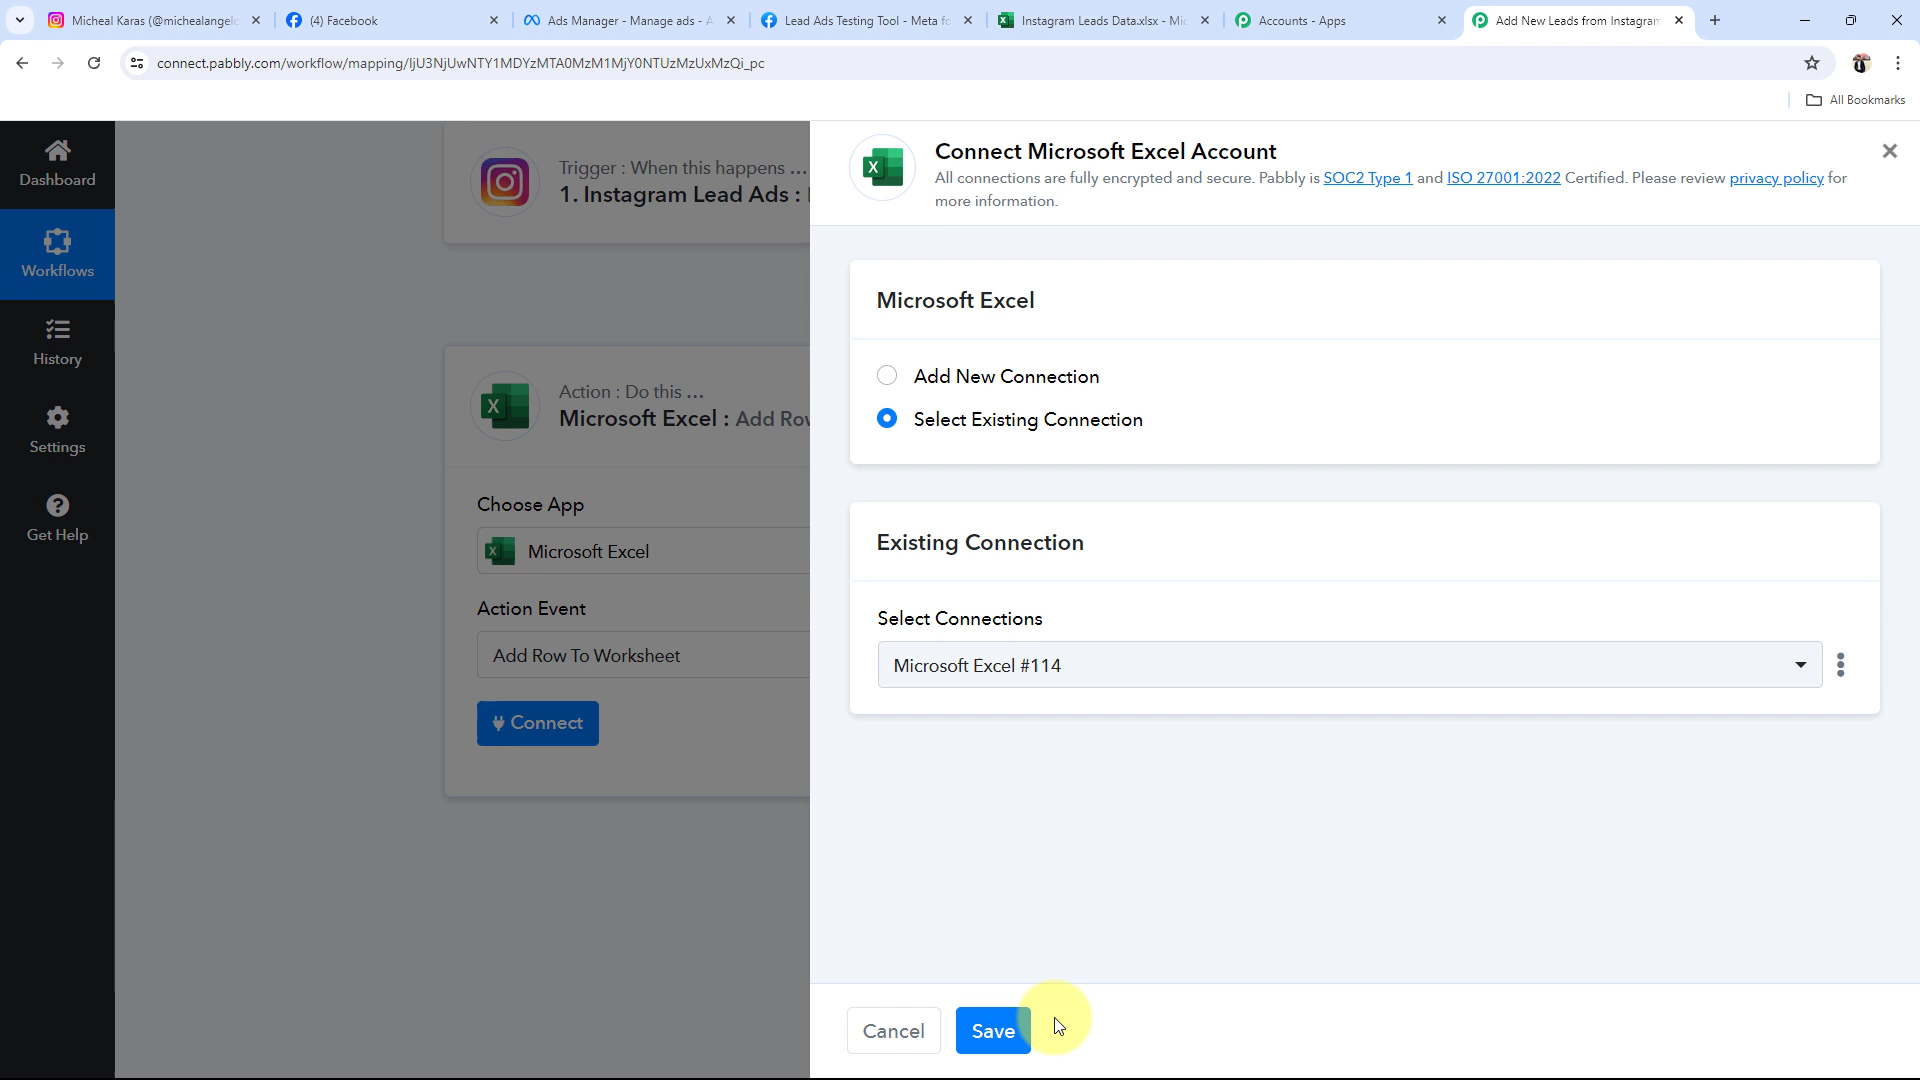 Micheal Karas (@michealangelo
(4) Facebook
Ads Manager - Manage ads - A
Lead Ads Testing Tool - Meta fo
Instagram Leads Data.xlsx - Mic
Accounts - Apps
Add New Leads from Instagram
connect.pabbly.com/workflow/mapping/IjU3NjUwNTY1MDYzMTA0MzM1MjY0NTUzMzUxMzQi_pc
All Bookmarks
Dashboard
Workflows
History
Settings
Get Help
Trigger : When this happens ...
1. Instagram Lead Ads :
Action : Do this ...
Microsoft Excel : Add Row
Choose App
Microsoft Excel
Action Event
Add Row To Worksheet
Connect
Connect Microsoft Excel Account
All connections are fully encrypted and secure. Pabbly is SOC2 Type 1 and ISO 27001:2022 Certified. Please review privacy policy for
more information.
Microsoft Excel
Add New Connection
Select Existing Connection
Existing Connection
Select Connections
Microsoft Excel #114
Cancel
Save